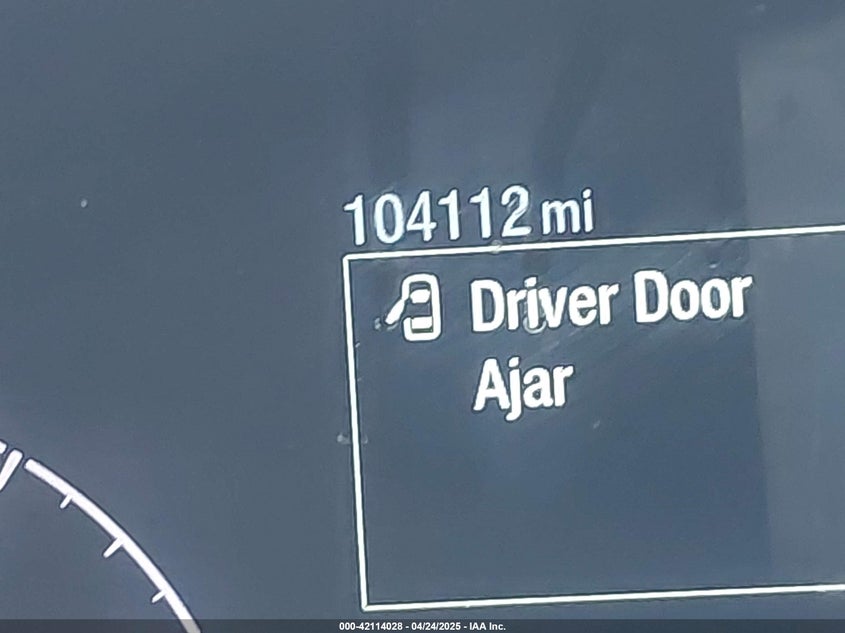 104112 mi
Driver Door
Ajar
000-42114028 - 04/24/2025 - IAA Inc.